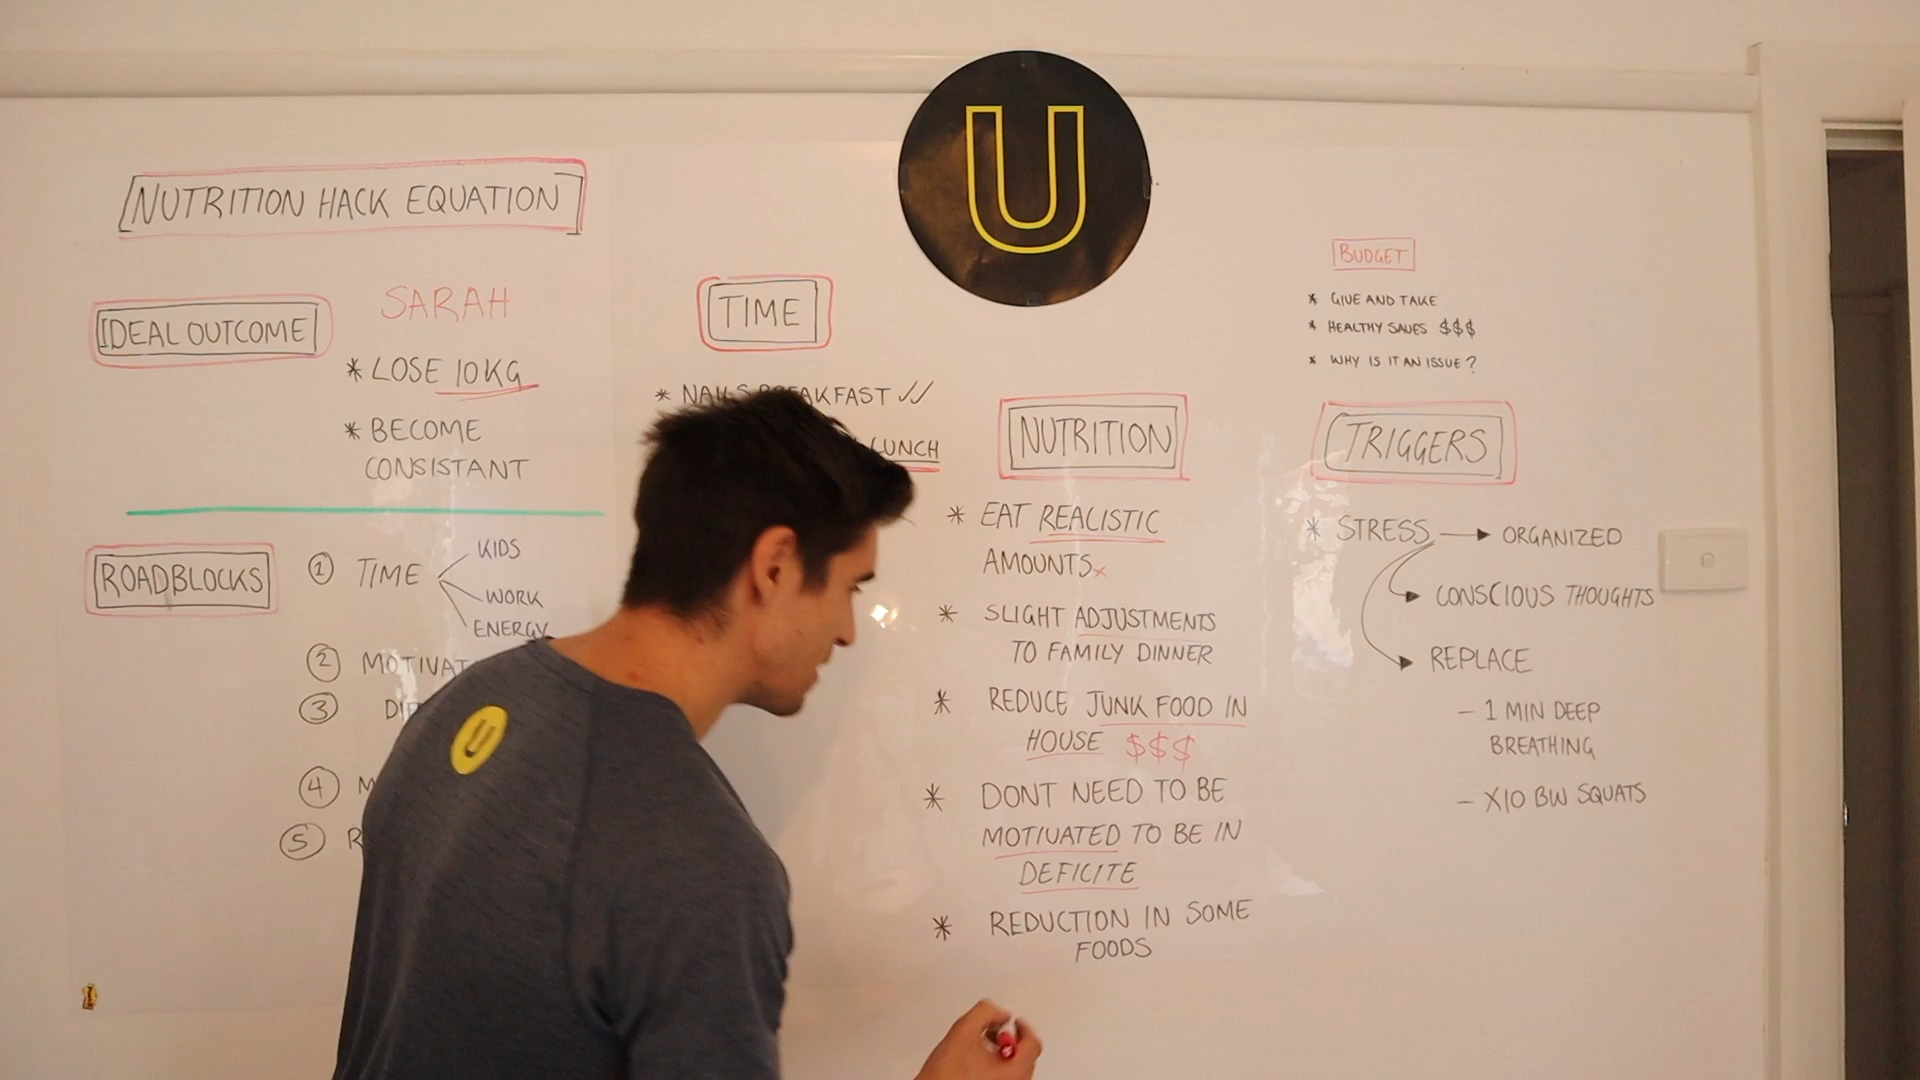 U
NUTRITION HACK EQUATION
IDEAL OUTCOME
SARAH
* LOSE 10KG
* BECOME
CONSISTANT
ROADBLOCKS
① TIME
KIDS
WORK
ENERGY
②
③
④
⑤
TIME
* BREAKFAST ✓✓
LUNCH
NUTRITION
* EAT REALISTIC
AMOUNTS x
* SLIGHT ADJUSTMENTS
TO FAMILY DINNER
* REDUCE JUNK FOOD IN
HOUSE $$$
* DONT NEED TO BE
MOTIVATED TO BE IN
DEFICITE
* REDUCTION IN SOME
FOODS
BUDGET
* GIVE AND TAKE
* HEALTHY SAVES $$$
* WHY IS IT AN ISSUE?
TRIGGERS
* STRESS → ORGANIZED
CONSCIOUS THOUGHTS
REPLACE
- 1 MIN DEEP
BREATHING
- X10 BW SQUATS
U